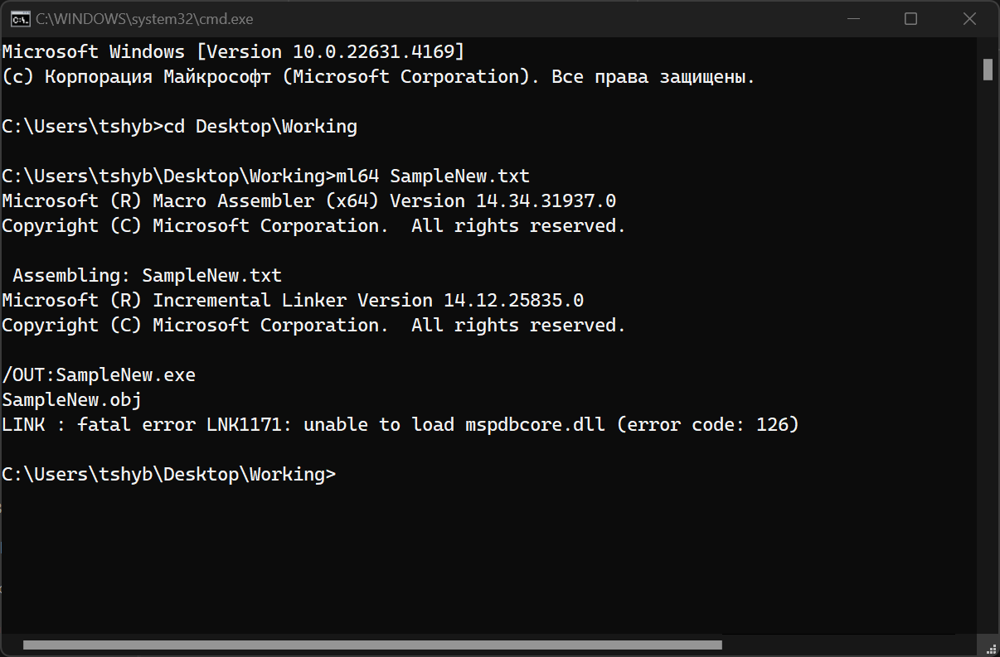 C:\WINDOWS\system32\cmd.exe
Microsoft Windows [Version 10.0.22631.4169]
(c) Корпорация Майкрософт (Microsoft Corporation). Все права защищены.
C:\Users\tshyb>cd Desktop\Working
C:\Users\tshyb\Desktop\Working>ml64 SampleNew.txt
Microsoft (R) Macro Assembler (x64) Version 14.34.31937.0
Copyright (C) Microsoft Corporation.  All rights reserved.
 Assembling: SampleNew.txt
Microsoft (R) Incremental Linker Version 14.12.25835.0
Copyright (C) Microsoft Corporation.  All rights reserved.
/OUT:SampleNew.exe
SampleNew.obj
LINK : fatal error LNK1171: unable to load mspdbcore.dll (error code: 126)
C:\Users\tshyb\Desktop\Working>